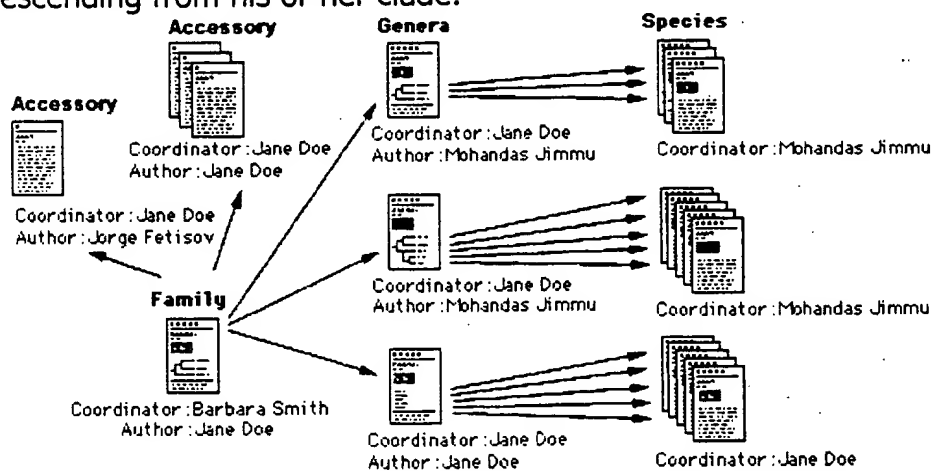 escending from his or her clade.
Accessory
Genera
Species
Accessory
Coordinator:Jane Doe
Author:Jane Doe
Coordinator:Jane Doe
Author:Mohandas Jimmu
Coordinator:Mohandas Jimmu
Coordinator:Jane Doe
Author:Jorge Fetisov
Family
Coordinator:Jane Doe
Author:Mohandas Jimmu
Coordinator:Mohandas Jimmu
Coordinator:Barbara Smith
Author:Jane Doe
Coordinator:Jane Doe
Author:Jane Doe
Coordinator:Jane Doe